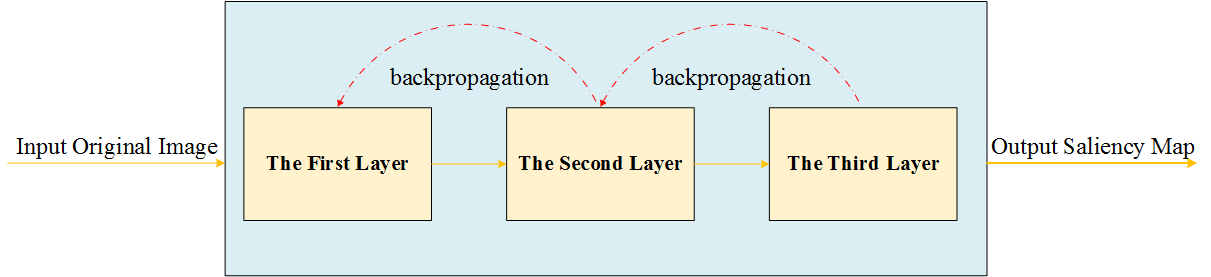 backpropagation
backpropagation
Input Original Image
The First Layer
The Second Layer
The Third Layer
Output Saliency Map